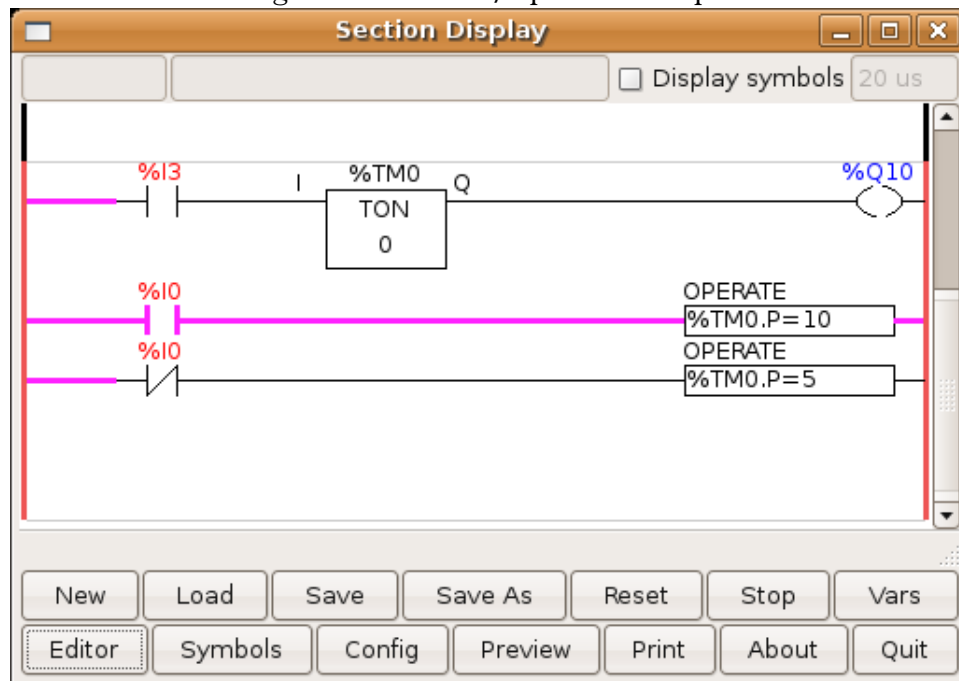 Section Display
Display symbols 20 us
%I3 I %TM0 Q %Q10
TON
0
%I0 OPERATE
%TM0.P=10
%I0 OPERATE
%TM0.P=5
New Load Save Save As Reset Stop Vars
Editor Symbols Config Preview Print About Quit